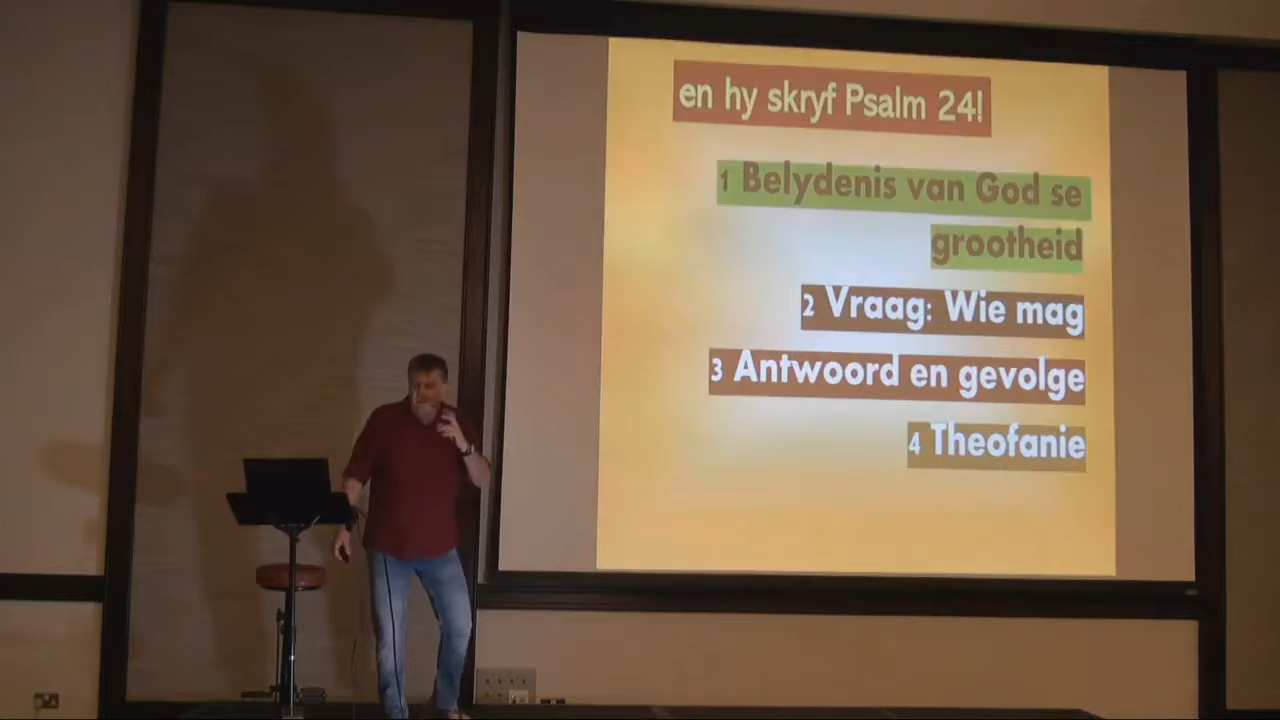 en hy skryf Psalm 24!
1 Belydenis van God se
grootheid
2 Vraag: Wie mag
3 Antwoord en gevolge
4 Theofanie